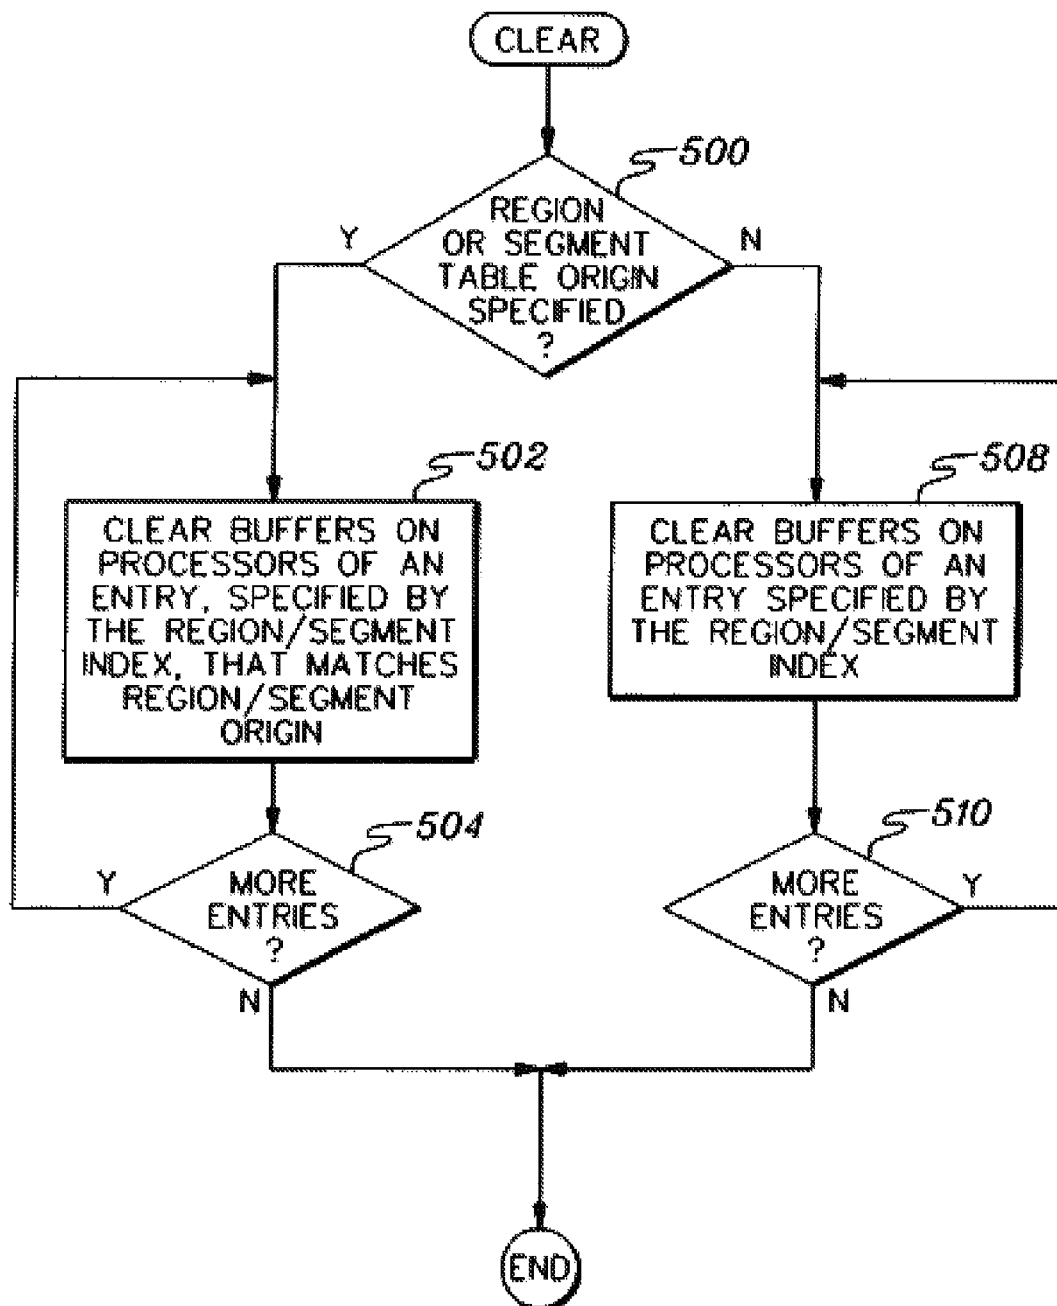 CLEAR
500
REGION
OR SEGMENT
TABLE ORIGIN
SPECIFIED
?
Y
N
502
CLEAR BUFFERS ON
PROCESSORS OF AN
ENTRY, SPECIFIED BY
THE REGION/SEGMENT
INDEX, THAT MATCHES
REGION/SEGMENT
ORIGIN
508
CLEAR BUFFERS ON
PROCESSORS OF AN
ENTRY SPECIFIED BY
THE REGION/SEGMENT
INDEX
504
MORE
ENTRIES
?
Y
N
510
MORE
ENTRIES
?
Y
N
END